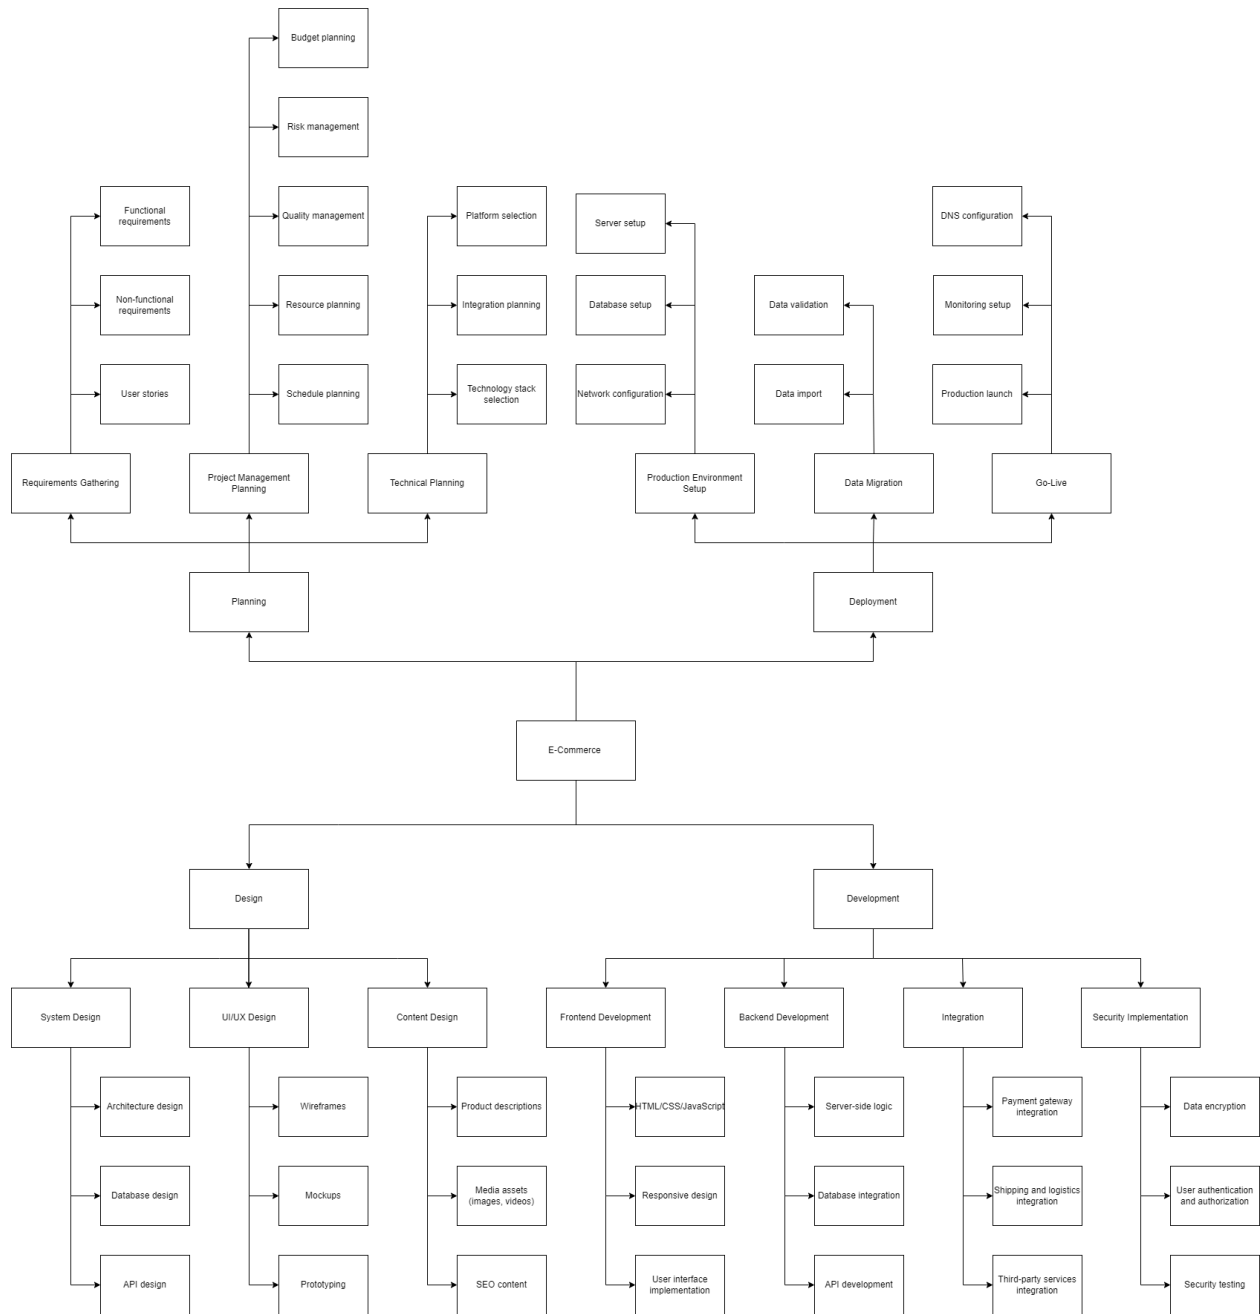 Budget planning
Risk management
Functional
requirements
Quality management
Platform selection
Server setup
DNS configuration
Non-functional
requirements
Resource planning
Integration planning
Database setup
Data validation
Monitoring setup
User stories
Schedule planning
Technology stack
selection
Network configuration
Data import
Production launch
Requirements Gathering
Project Management
Planning
Technical Planning
Production Environment
Setup
Data Migration
Go-Live
Planning
Deployment
E-Commerce
Design
Development
System Design
UI/UX Design
Content Design
Frontend Development
Backend Development
Integration
Security Implementation
Architecture design
Wireframes
Product descriptions
HTML/CSS/JavaScript
Server-side logic
Payment gateway
integration
Data encryption
Database design
Mockups
Media assets
(images, videos)
Responsive design
Database integration
Shipping and logistics
integration
User authentication
and authorization
API design
Prototyping
SEO content
User interface
implementation
API development
Third-party services
integration
Security testing